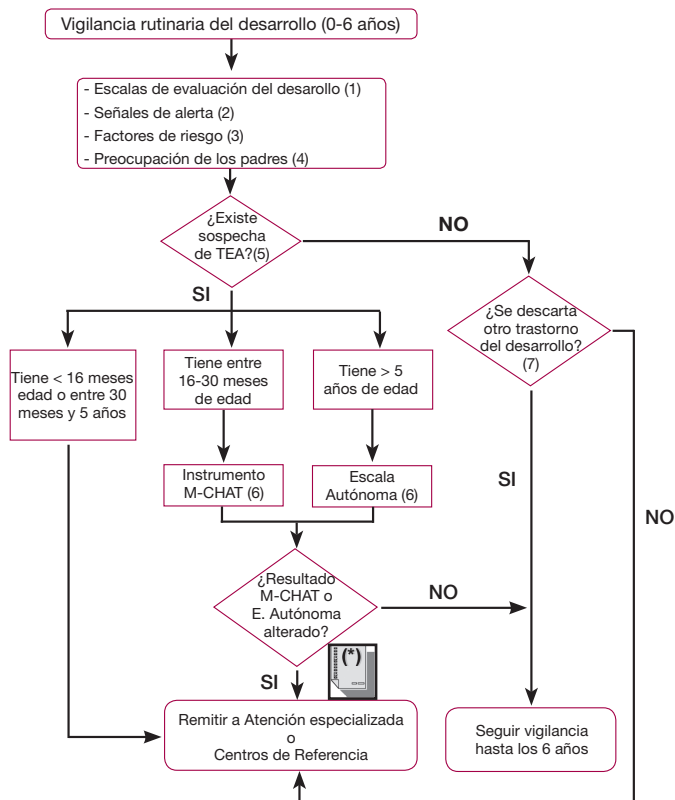 Vigilancia rutinaria del desarrollo (0-6 años)
- Escalas de evaluación del desarollo (1)
- Señales de alerta (2)
- Factores de riesgo (3)
- Preocupación de los padres (4)
¿Existe
sospecha
de TEA?(5)
NO
SI
¿Se descarta
otro trastorno
del desarrollo?
(7)
Tiene < 16 meses
edad o entre 30
meses y 5 años
Tiene entre
16-30 meses
de edad
Tiene > 5
años de edad
Instrumento
M-CHAT (6)
Escala
Autónoma (6)
SI
NO
¿Resultado
M-CHAT o
E. Autónoma
alterado?
NO
(*)
SI
Remitir a Atención especializada
o
Centros de Referencia
Seguir vigilancia
hasta los 6 años